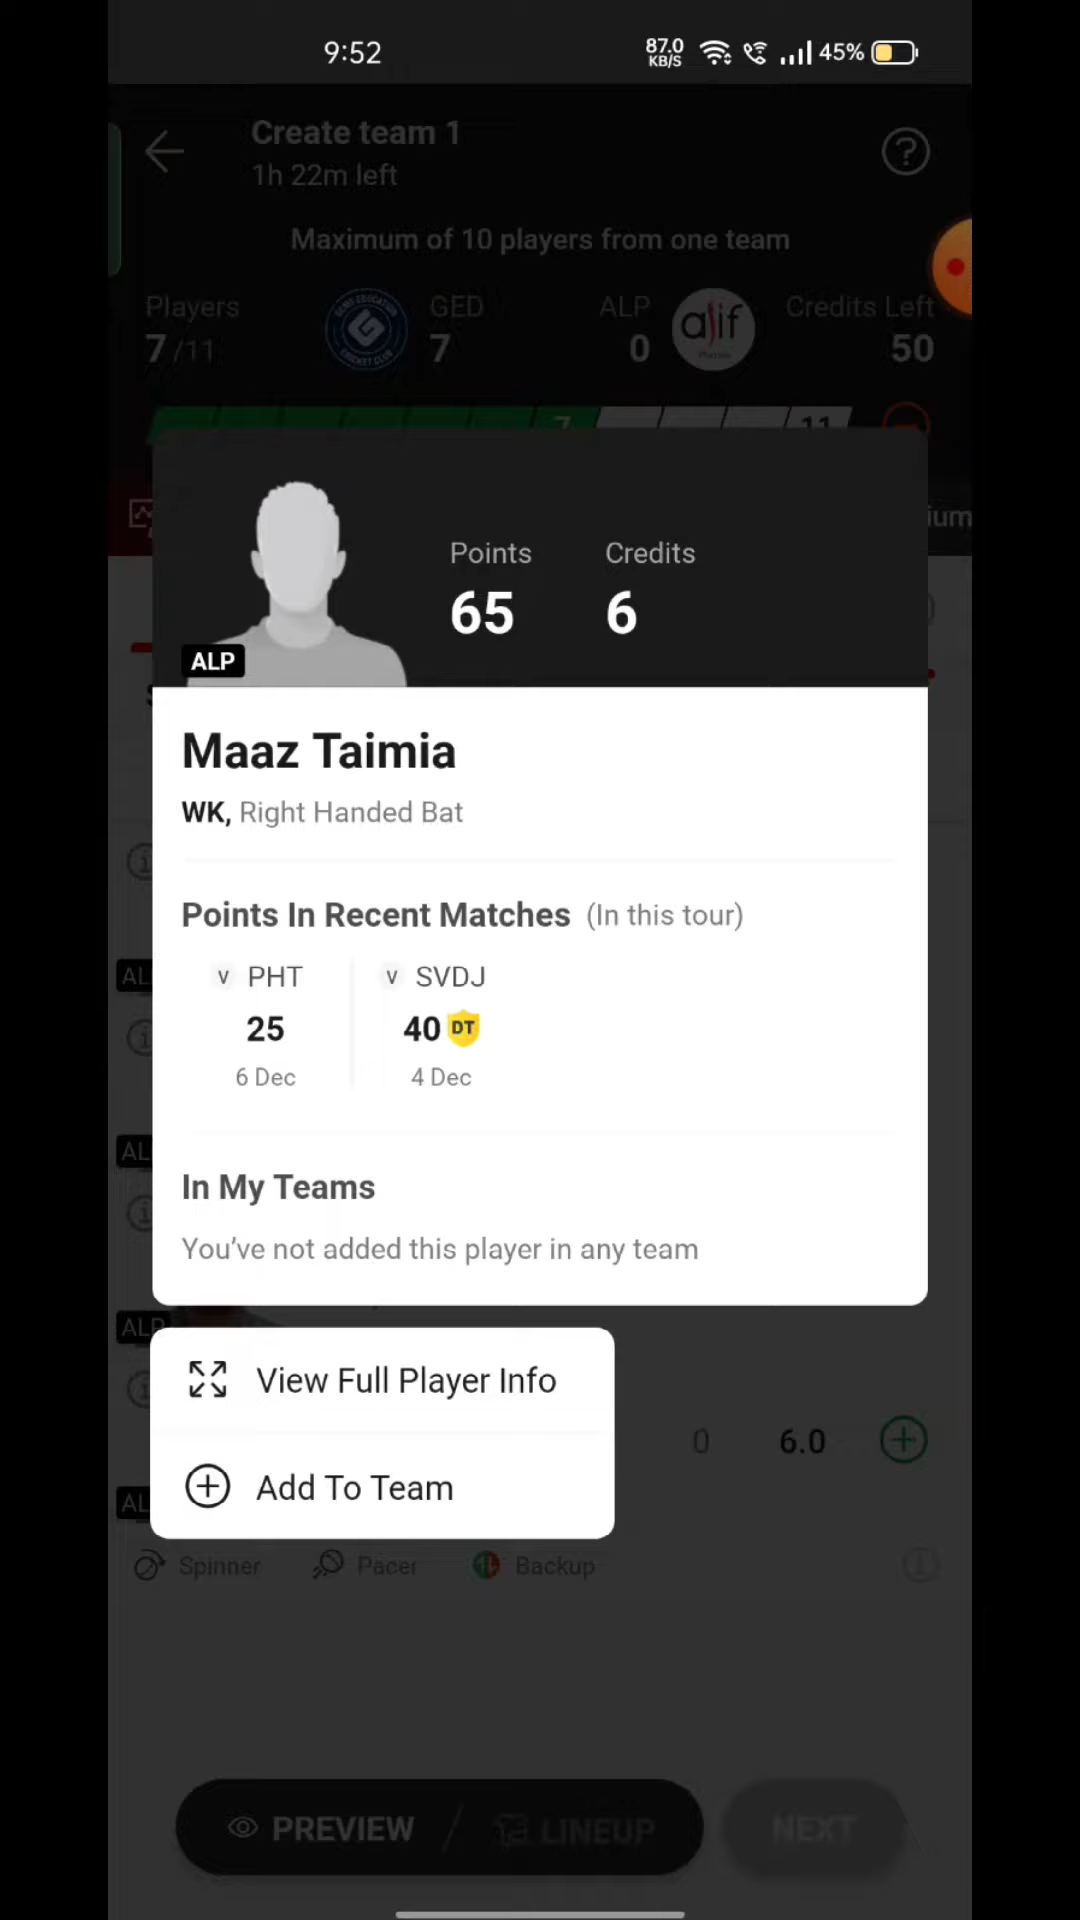 9:52
87.0 KB/S
45%
Create team 1
1h 22m left
Maximum of 10 players from one team
Players
GED
ALP
Credits Left
7/11
7
0
50
alif
7
11
ium
Points
Credits
65
6
ALP
Maaz Taimia
WK, Right Handed Bat
Points In Recent Matches (In this tour)
v PHT
v SVDJ
25
40 DT
6 Dec
4 Dec
In My Teams
You've not added this player in any team
AL
AL
ALP
View Full Player Info
0
6.0
Add To Team
AL
Spinner
Pacer
Backup
PREVIEW
LINEUP
NEXT